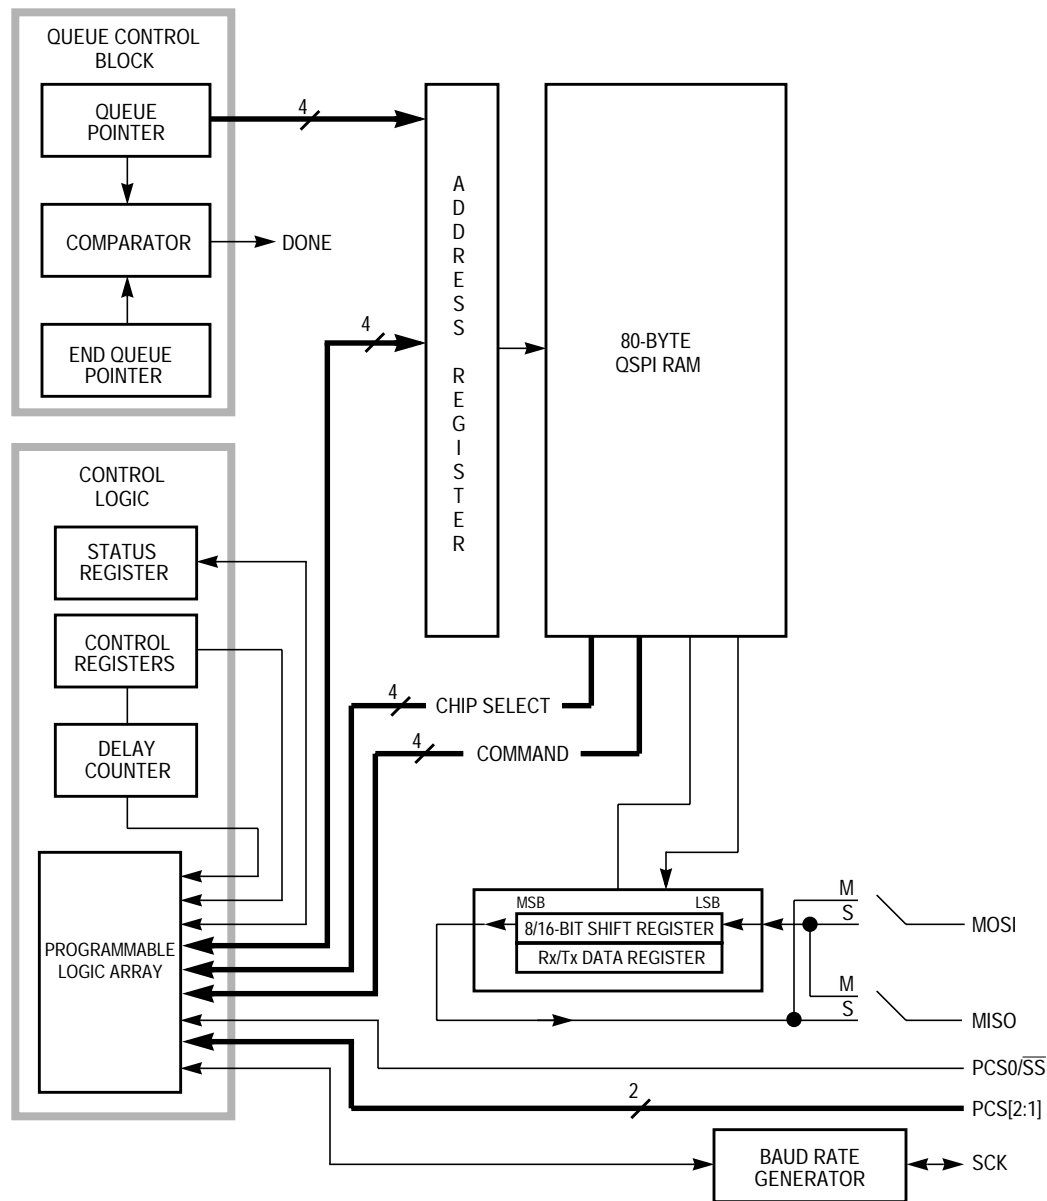 QUEUE CONTROL
BLOCK
QUEUE
POINTER
4
COMPARATOR
DONE
END QUEUE
POINTER
4
ADDRESS REGISTER
80-BYTE
QSPI RAM
CONTROL
LOGIC
STATUS
REGISTER
CONTROL
REGISTERS
DELAY
COUNTER
4
CHIP SELECT
4
COMMAND
PROGRAMMABLE
LOGIC ARRAY
MSB
LSB
8/16-BIT SHIFT REGISTER
Rx/Tx DATA REGISTER
M
S
MOSI
M
S
MISO
PCS0/S̅S̅
2
PCS[2:1]
BAUD RATE
GENERATOR
SCK